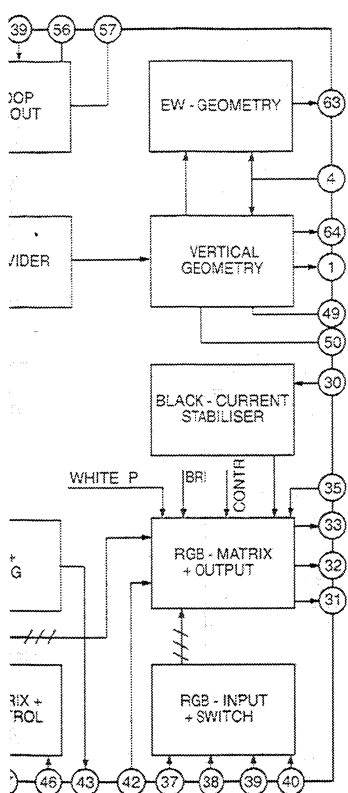 39 56 57
OOP
OUT
EW - GEOMETRY
63
4
64
VIDER
VERTICAL
GEOMETRY
1
49
50
30
BLACK - CURRENT
STABILISER
WHITE P
BRI
CONTR
35
33
+
G
RGB - MATRIX
+ OUTPUT
32
31
RIX +
TROL
RGB - INPUT
+ SWITCH
46 43 42 37 38 39 40